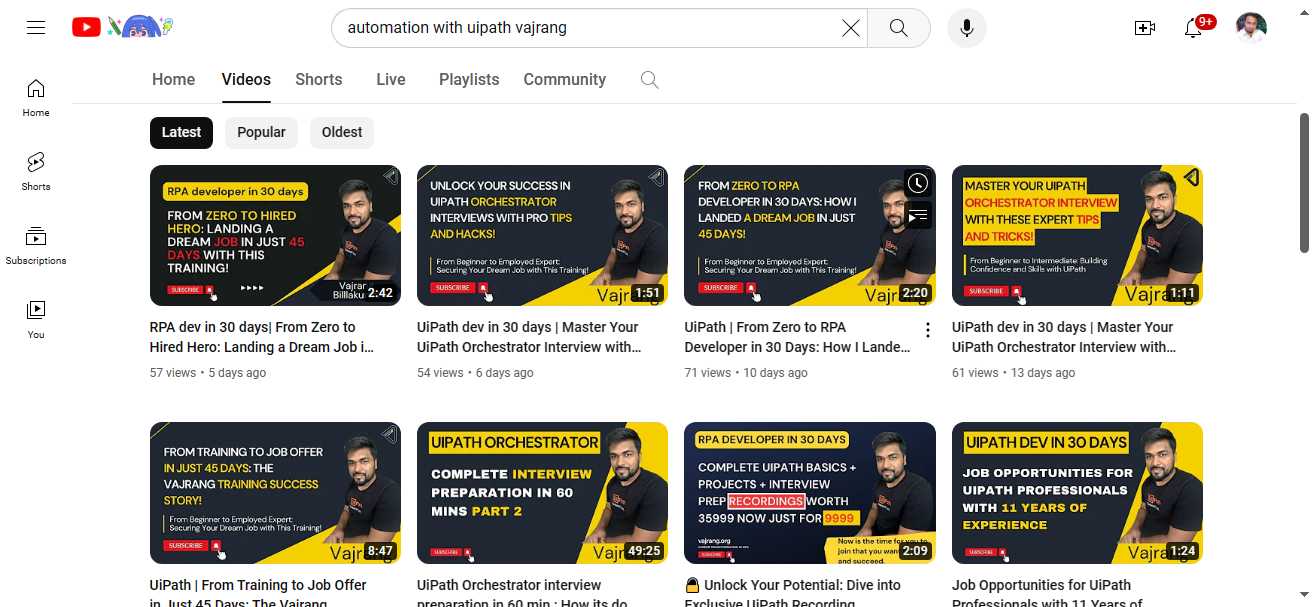 automation with uipath vajrang
9+
Home
Videos
Shorts
Live
Playlists
Community
Home
Shorts
Subscriptions
You
Latest
Popular
Oldest
RPA developer in 30 days
FROM ZERO TO HIRED
HERO: LANDING A
DREAM JOB IN JUST 45
DAYS WITH THIS
TRAINING!
SUBSCRIBE
Vajran
Billlaku
2:42
RPA dev in 30 days| From Zero to
Hired Hero: Landing a Dream Job i…
57 views • 5 days ago
UNLOCK YOUR SUCCESS IN
UIPATH ORCHESTRATOR
INTERVIEWS WITH PRO TIPS
AND HACKS!
From Beginner to Employed Expert:
Securing Your Dream Job with This Training!
SUBSCRIBE
Vajra
1:51
UiPath dev in 30 days | Master Your
UiPath Orchestrator Interview with…
54 views • 6 days ago
FROM ZERO TO RPA
DEVELOPER IN 30 DAYS: HOW I
LANDED A DREAM JOB IN JUST
45 DAYS!
From Beginner to Employed Expert:
Securing Your Dream Job with This Training!
SUBSCRIBE
Vajra
2:20
UiPath | From Zero to RPA
Developer in 30 Days: How I Lande…
71 views • 10 days ago
MASTER YOUR UIPATH
ORCHESTRATOR INTERVIEW
WITH THESE EXPERT TIPS
AND TRICKS!
From Beginner to Intermediate: Building
Confidence and Skills with UiPath
SUBSCRIBE
Vajra
1:11
UiPath dev in 30 days | Master Your
UiPath Orchestrator Interview with…
61 views • 13 days ago
FROM TRAINING TO JOB OFFER
IN JUST 45 DAYS: THE
VAJRANG TRAINING SUCCESS
STORY!
From Beginner to Employed Expert:
Securing Your Dream Job with This Training!
SUBSCRIBE
Vajra
8:47
UiPath | From Training to Job Offer
in Just 45 Days: The Vajrang
UIPATH ORCHESTRATOR
COMPLETE INTERVIEW
PREPARATION IN 60
MINS PART 2
SUBSCRIBE
Vajr
49:25
UiPath Orchestrator interview
preparation in 60 min : How its do
RPA DEVELOPER IN 30 DAYS
COMPLETE UIPATH BASICS +
PROJECTS + INTERVIEW
PREP RECORDINGS WORTH
35999 NOW JUST FOR 9999
vajrang.org
SUBSCRIBE
Now is the time for you to
join that you want
and succeed.
2:09
Unlock Your Potential: Dive into
Exclusive UiPath Recording
UIPATH DEV IN 30 DAYS
JOB OPPORTUNITIES FOR
UIPATH PROFESSIONALS
WITH 11 YEARS OF
EXPERIENCE
SUBSCRIBE
Vajra
1:24
Job Opportunities for UiPath
Professionals with 11 Years of